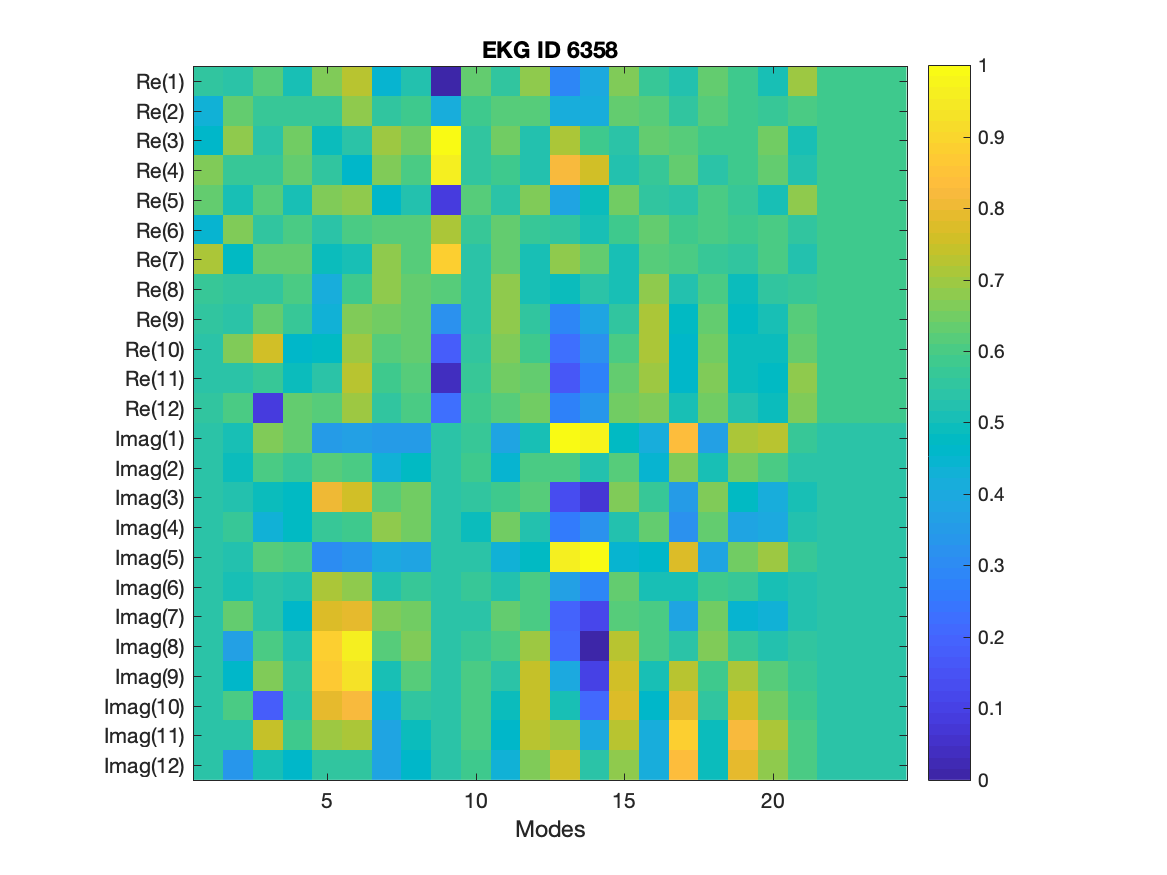 EKG ID 6358
Re(1)
Re(2)
Re(3)
Re(4)
Re(5)
Re(6)
Re(7)
Re(8)
Re(9)
Re(10)
Re(11)
Re(12)
Imag(1)
Imag(2)
Imag(3)
Imag(4)
Imag(5)
Imag(6)
Imag(7)
Imag(8)
Imag(9)
Imag(10)
Imag(11)
Imag(12)
5 10 15 20
Modes
1
0.9
0.8
0.7
0.6
0.5
0.4
0.3
0.2
0.1
0